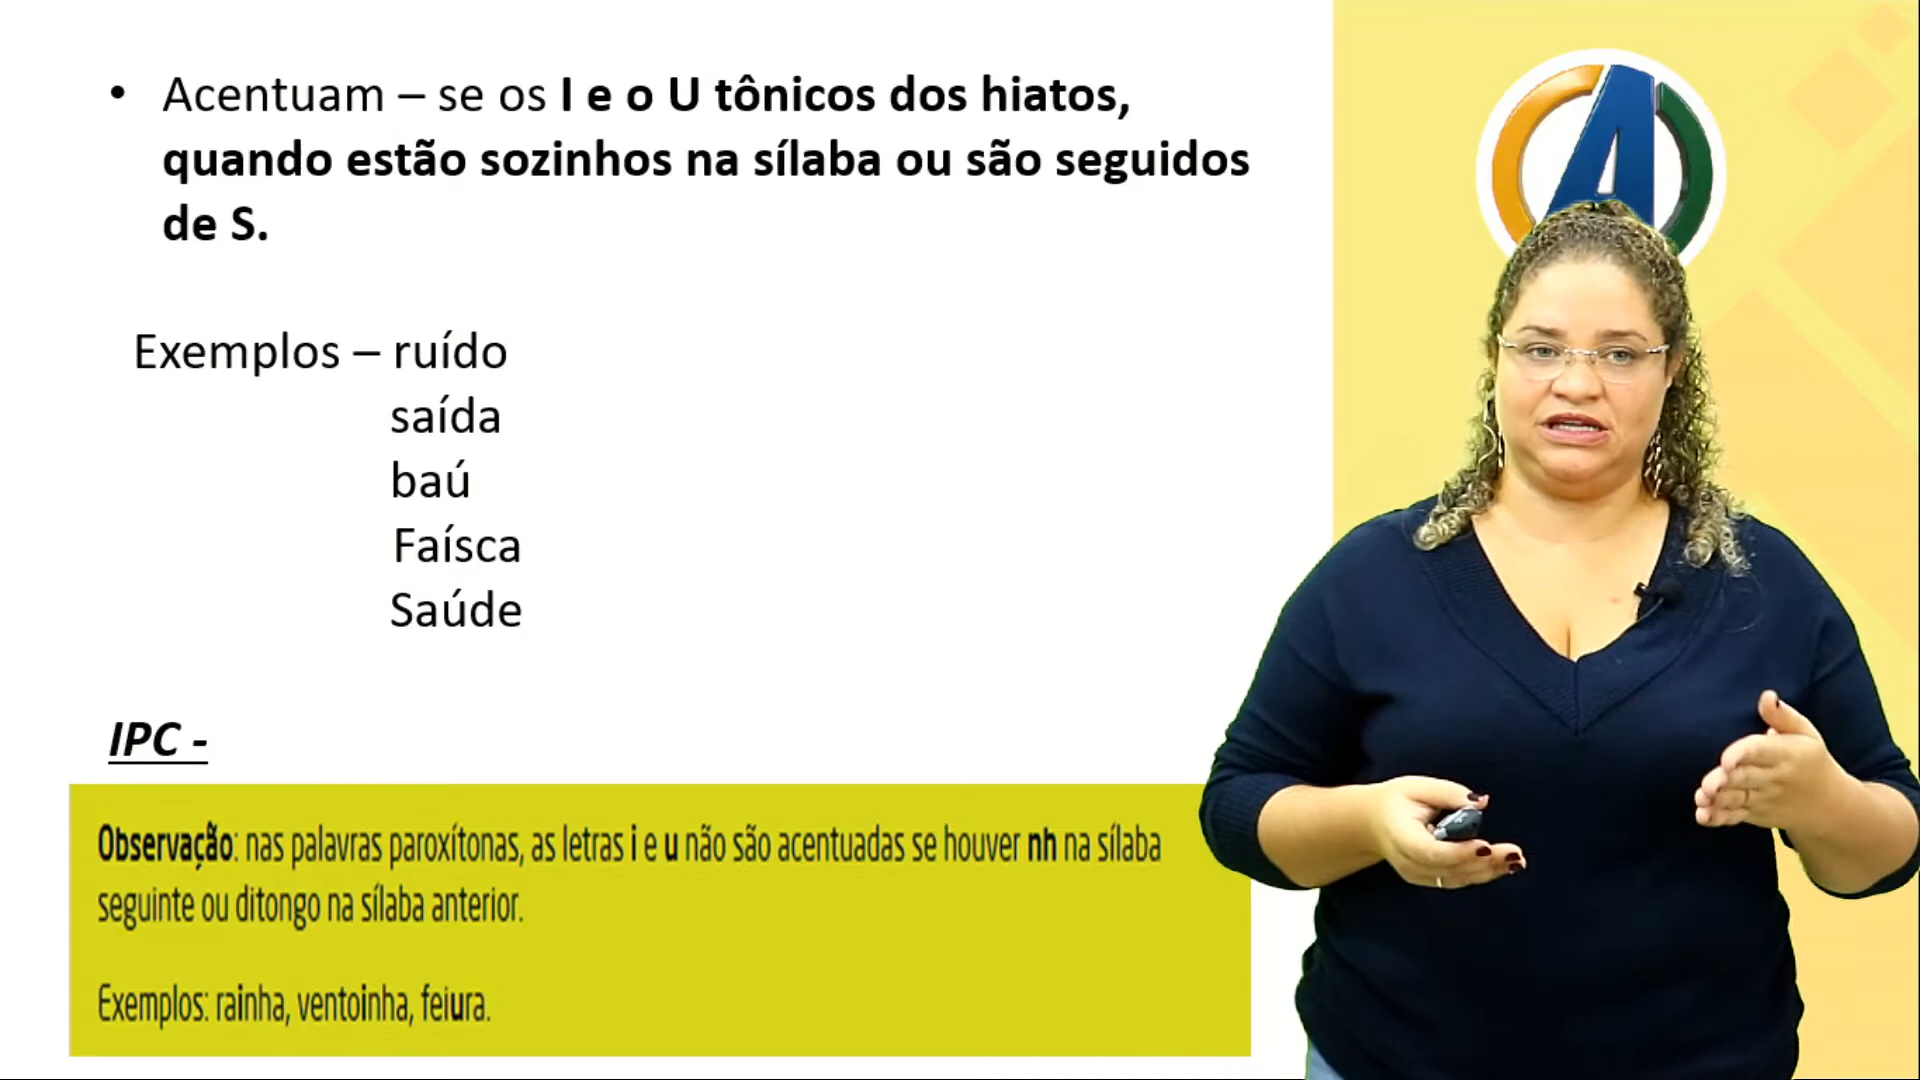 • Acentuam – se os I e o U tônicos dos hiatos,
quando estão sozinhos na sílaba ou são seguidos
de S.
Exemplos – ruído
saída
baú
Faísca
Saúde
IPC -
Observação: nas palavras paroxítonas, as letras i e u não são acentuadas se houver nh na sílaba
seguinte ou ditongo na sílaba anterior.
Exemplos: rainha, ventoinha, feiura.